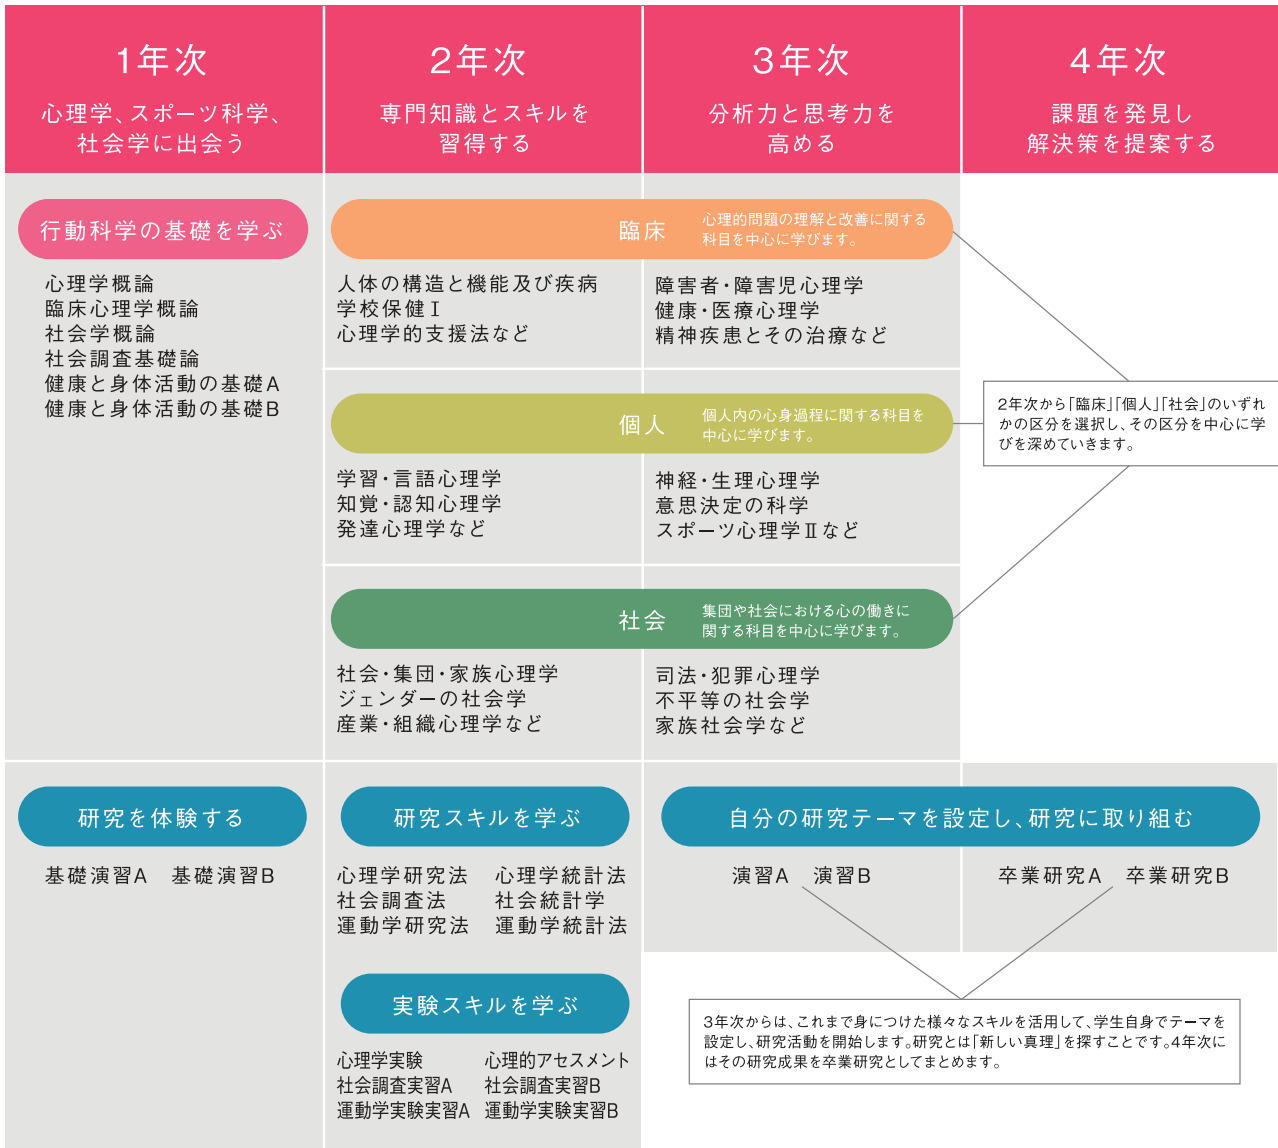 1年次
心理学、スポーツ科学、
社会学に出会う
2年次
専門知識とスキルを
習得する
3年次
分析力と思考力を
高める
4年次
課題を発見し
解決策を提案する
行動科学の基礎を学ぶ
心理学概論
臨床心理学概論
社会学概論
社会調査基礎論
健康と身体活動の基礎A
健康と身体活動の基礎B
臨床
心理的問題の理解と改善に関する
科目を中心に学びます。
人体の構造と機能及び疾病
学校保健Ⅰ
心理学的支援法など
障害者・障害児心理学
健康・医療心理学
精神疾患とその治療など
個人
個人内の心身過程に関する科目を
中心に学びます。
学習・言語心理学
知覚・認知心理学
発達心理学など
神経・生理心理学
意思決定の科学
スポーツ心理学Ⅱなど
社会
集団や社会における心の働きに
関する科目を中心に学びます。
社会・集団・家族心理学
ジェンダーの社会学
産業・組織心理学など
司法・犯罪心理学
不平等の社会学
家族社会学など
2年次から「臨床」「個人」「社会」のいずれ
かの区分を選択し、その区分を中心に学
びを深めていきます。
研究を体験する
基礎演習A 基礎演習B
研究スキルを学ぶ
心理学研究法 心理学統計法
社会調査法 社会統計学
運動学研究法 運動学統計法
実験スキルを学ぶ
心理学実験 心理的アセスメント
社会調査実習A 社会調査実習B
運動学実験実習A 運動学実験実習B
自分の研究テーマを設定し、研究に取り組む
演習A 演習B 卒業研究A 卒業研究B
3年次からは、これまで身につけた様々なスキルを活用して、学生自身でテーマを
設定し、研究活動を開始します。研究とは「新しい真理」を探すことです。4年次に
はその研究成果を卒業研究としてまとめます。